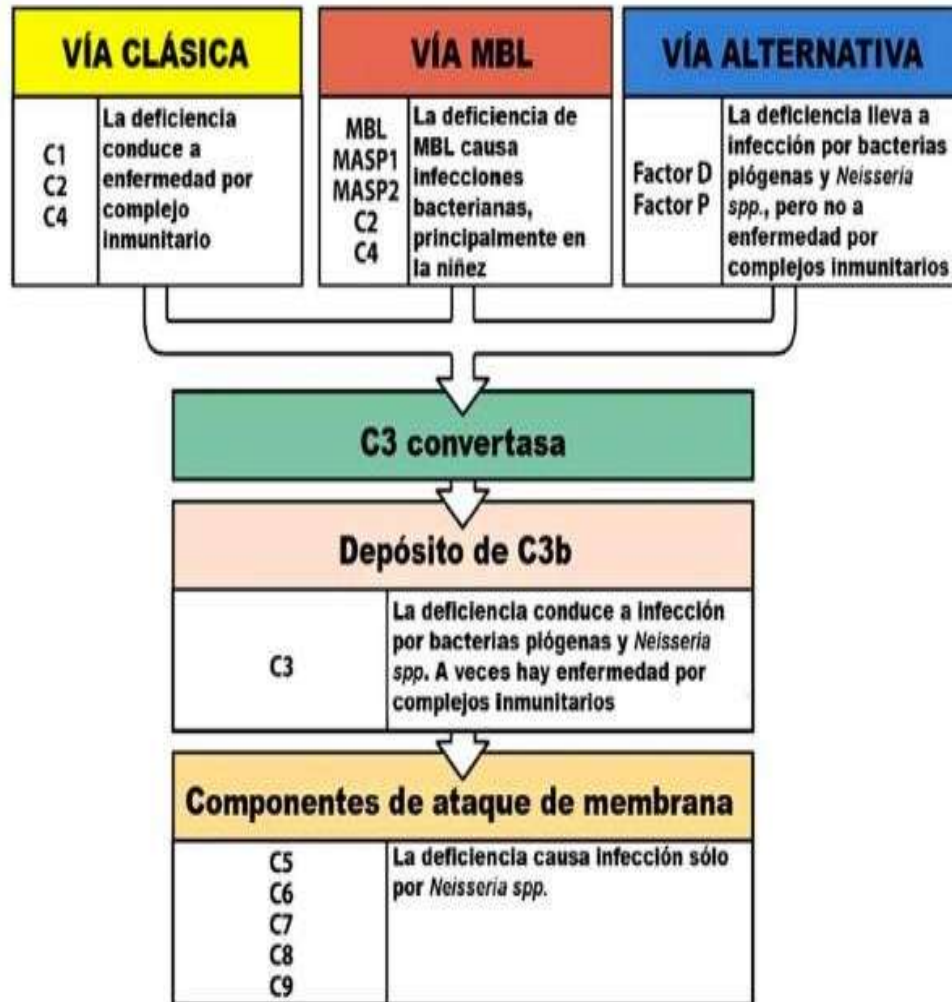 VÍA CLÁSICA
C1
C2
C4
La deficiencia
conduce a
enfermedad por
complejo
inmunitario
VÍA MBL
MBL
MASP1
MASP2
C2
C4
La deficiencia de
MBL causa
infecciones
bacterianas,
principalmente en
la niñez
VÍA ALTERNATIVA
Factor D
Factor P
La deficiencia lleva a
infección por bacterias
piógenas y Neisseria
spp., pero no a
enfermedad por
complejos inmunitarios
C3 convertasa
Depósito de C3b
C3
La deficiencia conduce a infección
por bacterias piógenas y Neisseria
spp. A veces hay enfermedad por
complejos inmunitarios
Componentes de ataque de membrana
C5
C6
C7
C8
C9
La deficiencia causa infección sólo
por Neisseria spp.